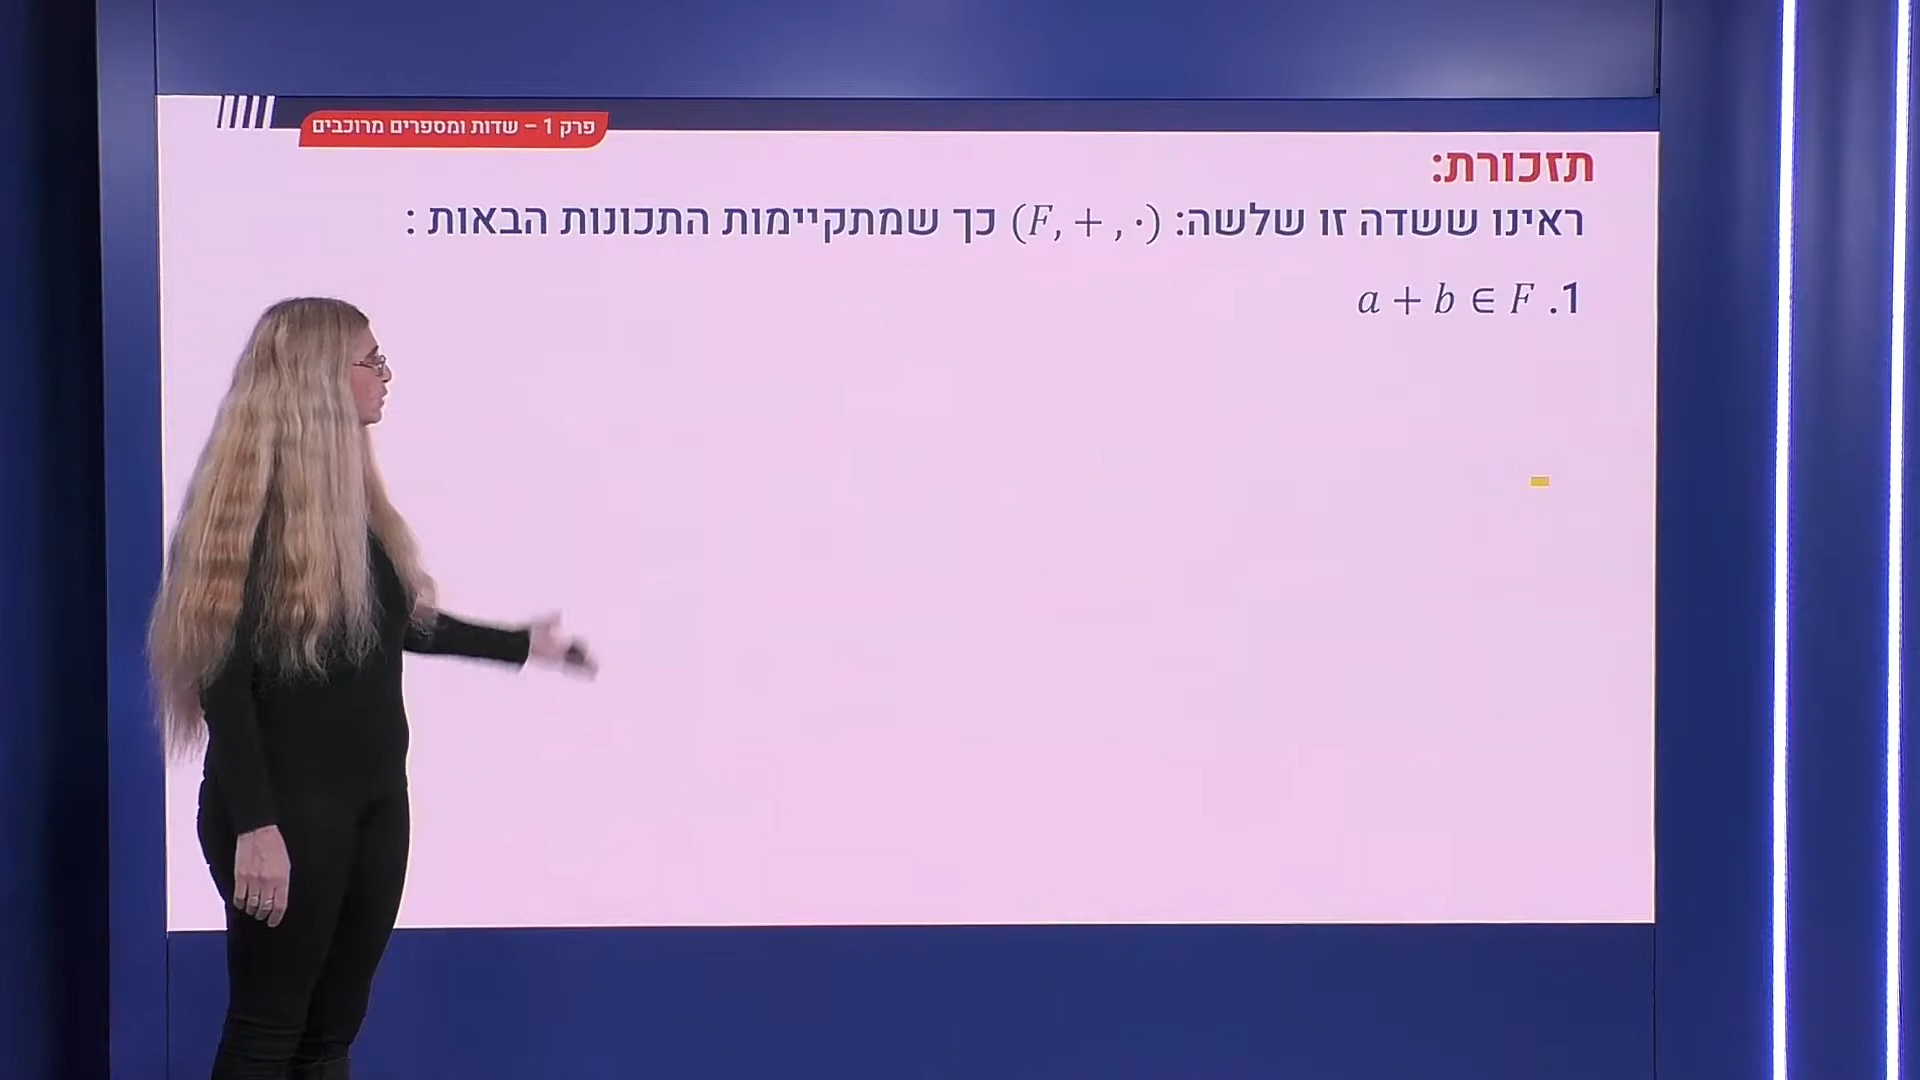 פרק 1 – שדות ומספרים מרוכבים
תזכורת:
ראינו ששדה זו שלשה: (F, + , ·) כך שמתקיימות התכונות הבאות :
1. a + b ∈ F